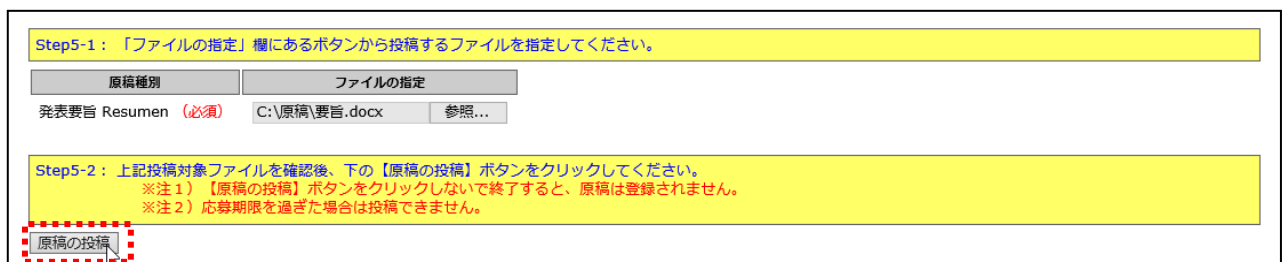 Step5-1： 「ファイルの指定」欄にあるボタンから投稿するファイルを指定してください。
原稿種別 ファイルの指定
発表要旨 Resumen （必須） C:\原稿\要旨.docx 参照...
Step5-2： 上記投稿対象ファイルを確認後、下の【原稿の投稿】ボタンをクリックしてください。
※注１）【原稿の投稿】ボタンをクリックしないで終了すると、原稿は登録されません。
※注２）応募期限を過ぎた場合は投稿できません。
原稿の投稿